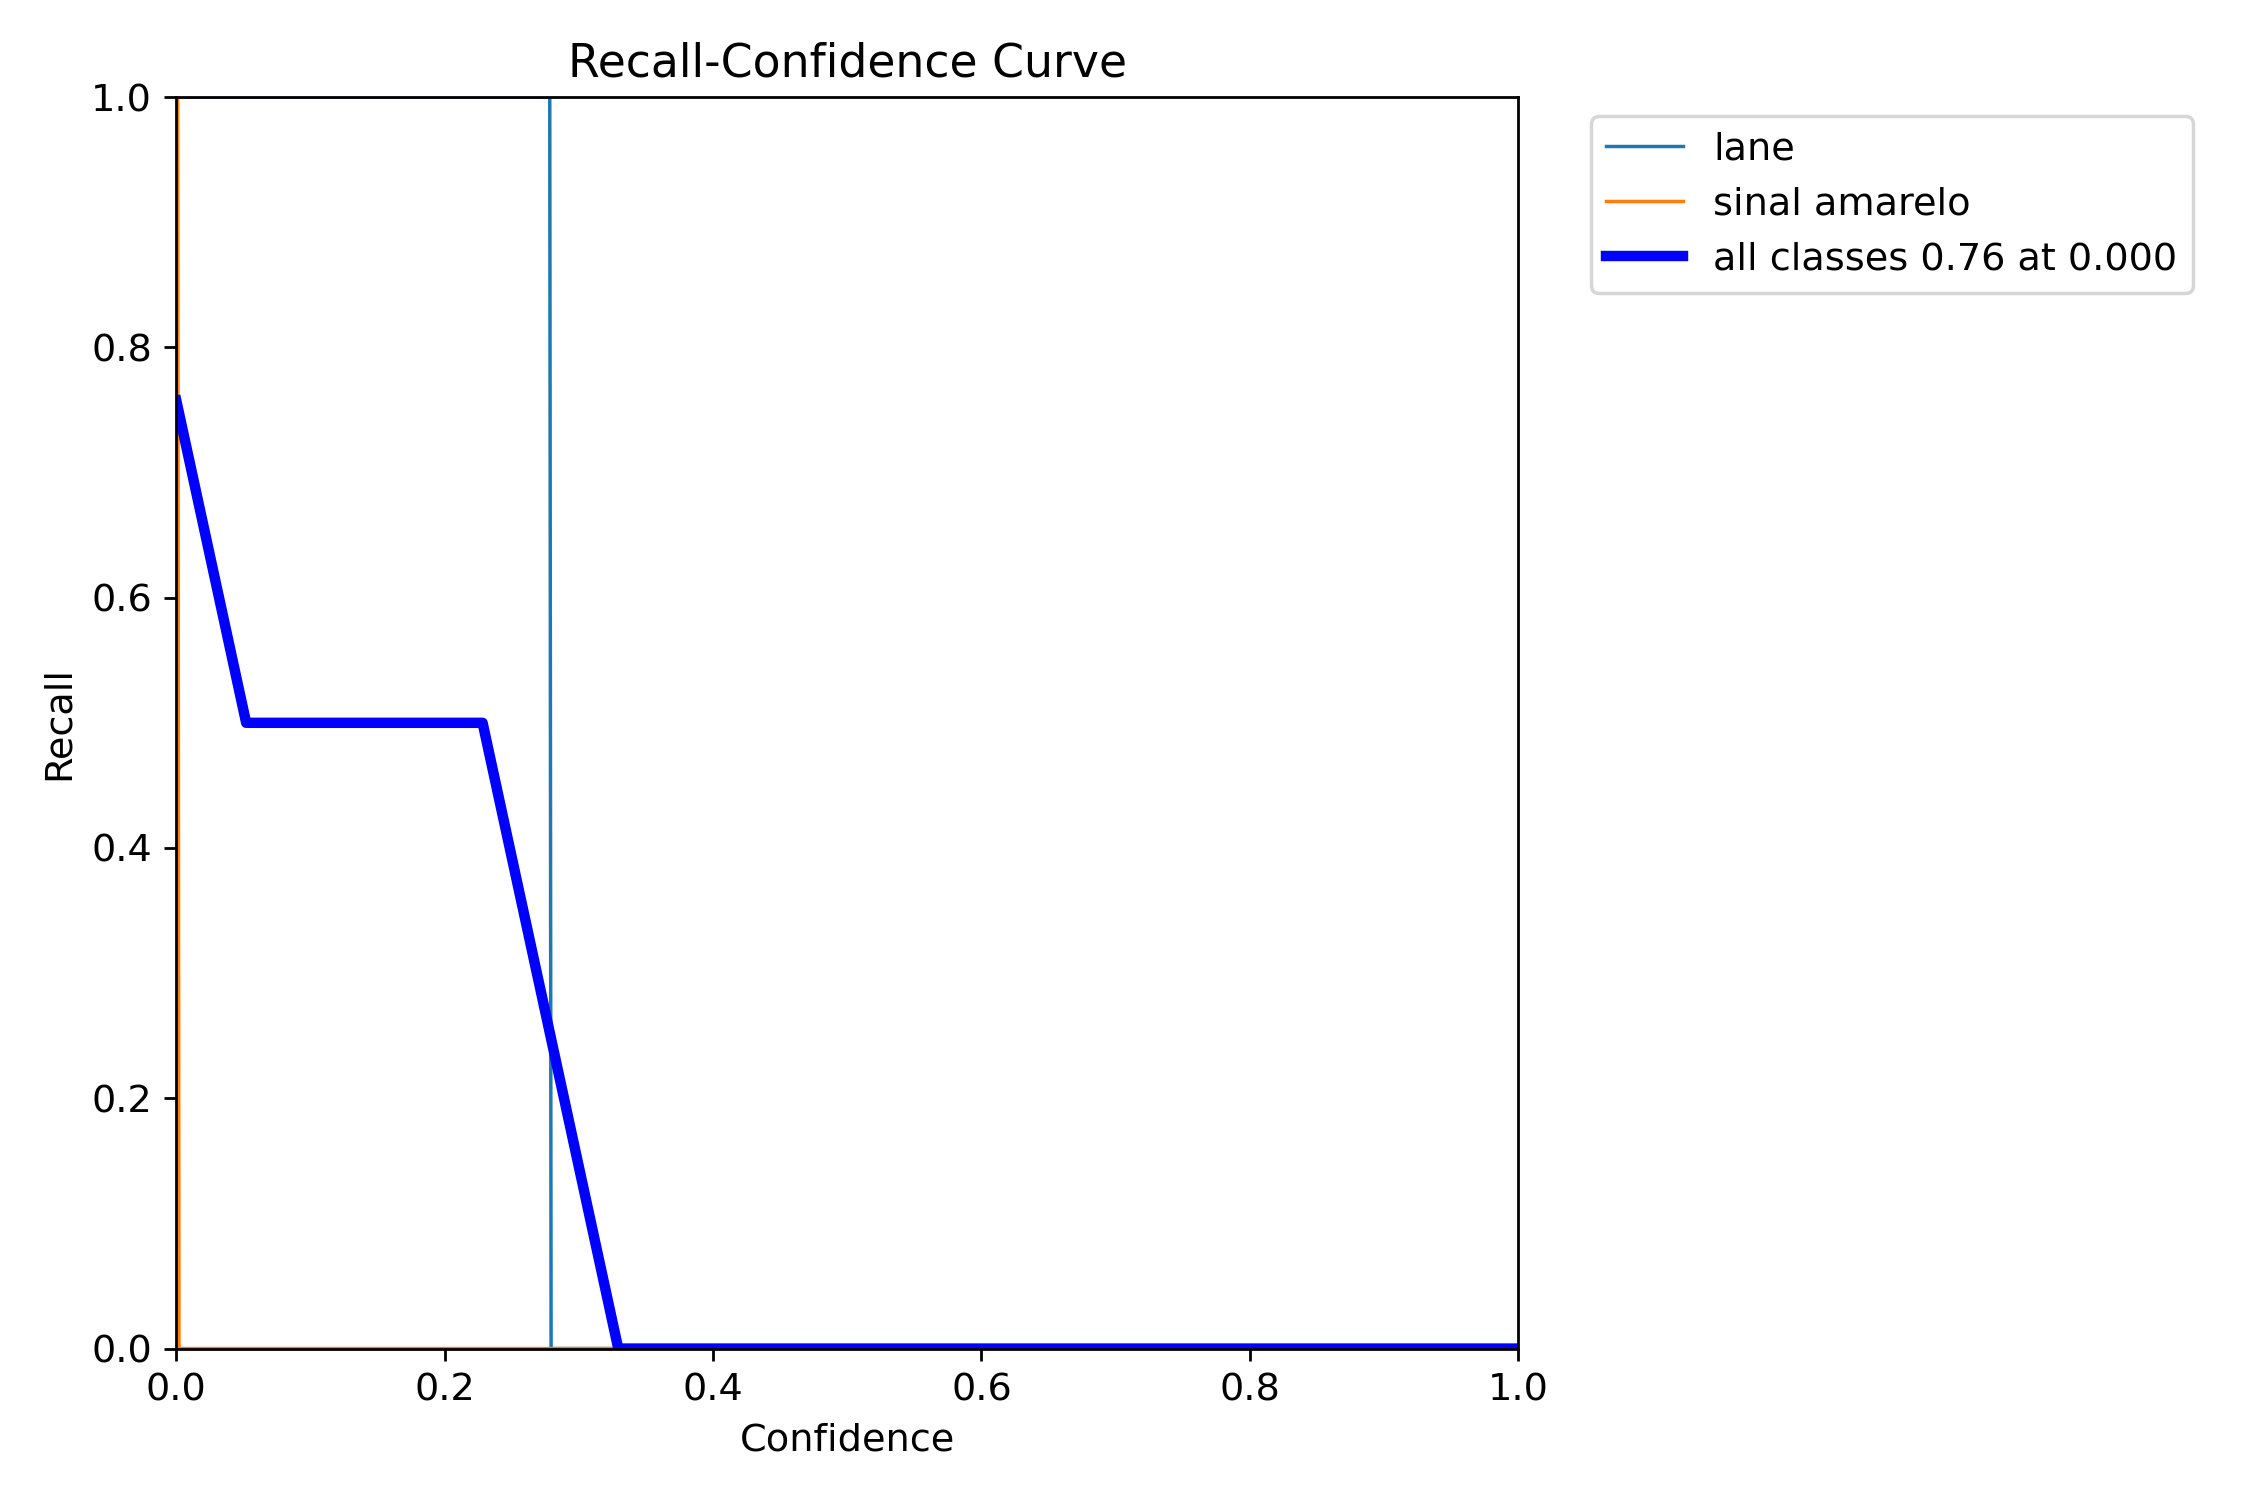 Recall-Confidence Curve
1.0
0.8
0.6
0.4
0.2
0.0
Recall
0.0 0.2 0.4 0.6 0.8 1.0
Confidence
lane
sinal amarelo
all classes 0.76 at 0.000